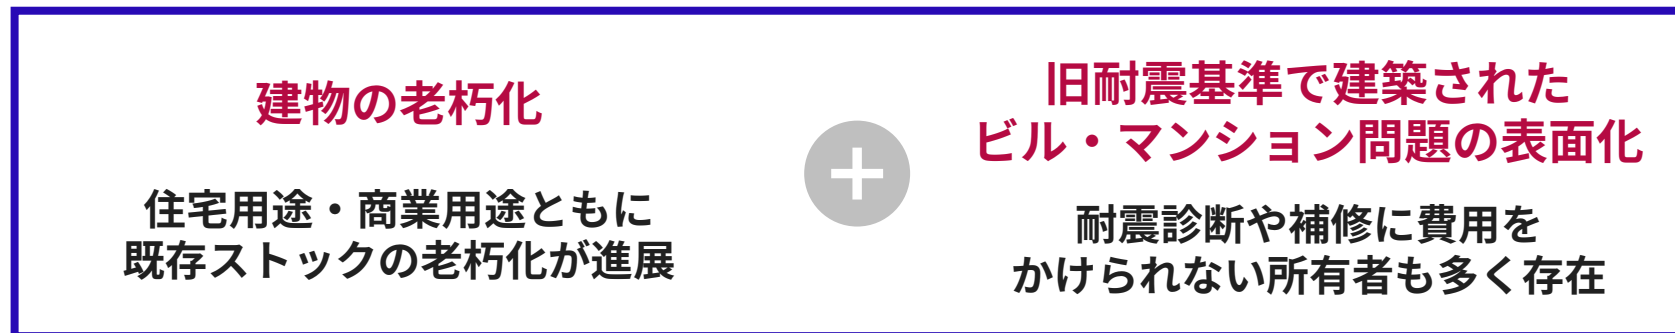 建物の老朽化
住宅用途・商業用途ともに
既存ストックの老朽化が進展
+
旧耐震基準で建築された
ビル・マンション問題の表面化
耐震診断や補修に費用を
かけられない所有者も多く存在